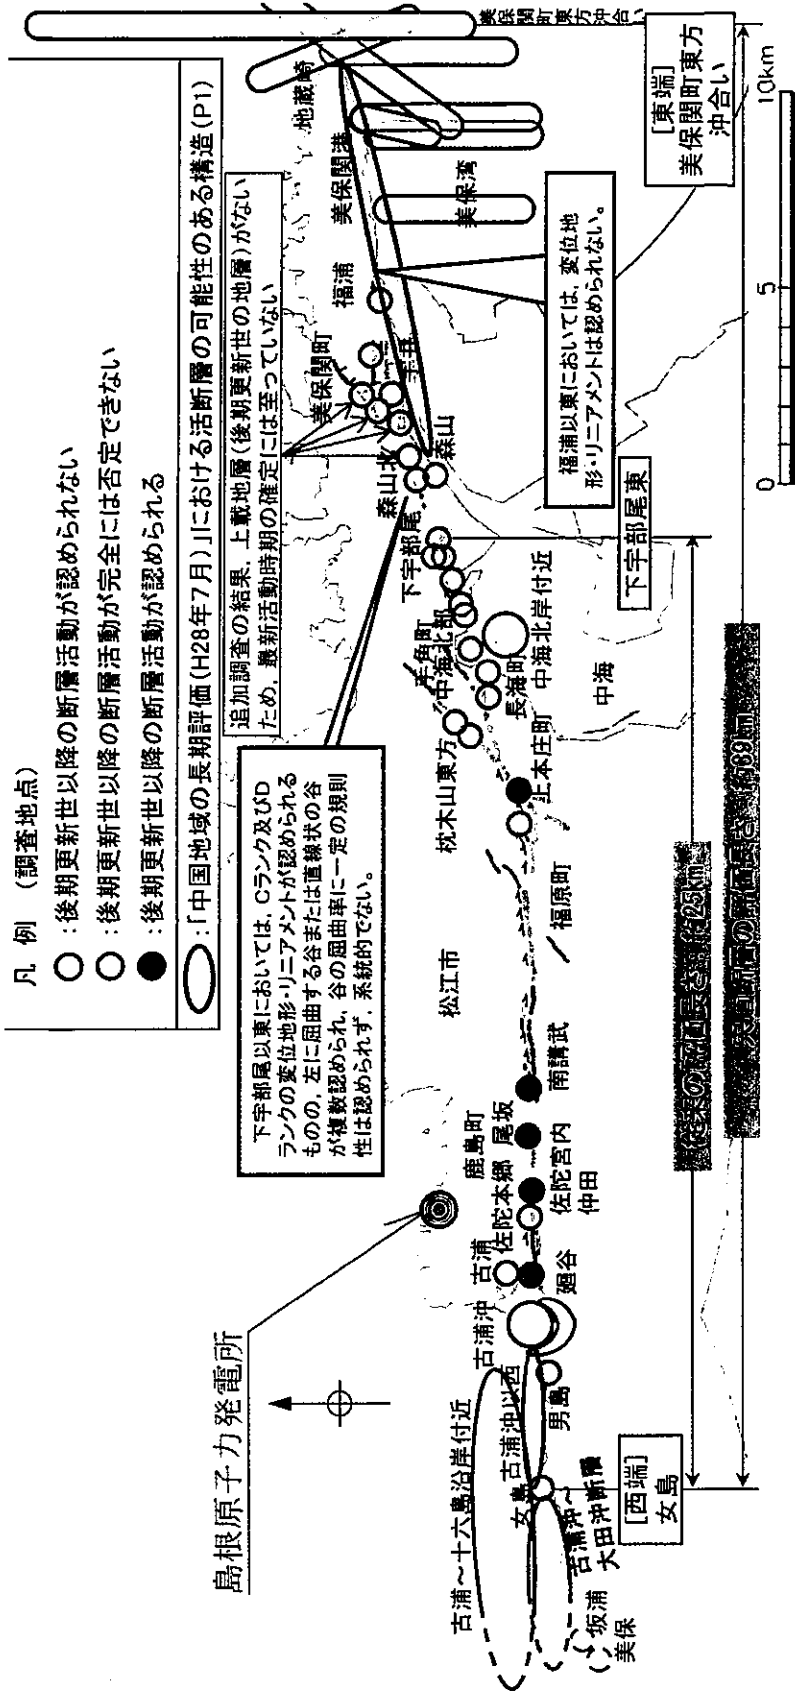 凡 例 (調査地点)
○:後期更新世以降の断層活動が認められない
○:後期更新世以降の断層活動が完全には否定できない
●:後期更新世以降の断層活動が認められる
:「中国地域の長期評価(H28年7月)」における活断層の可能性のある構造(P1)
島根原子力発電所
下宇部尾以東においては、Cランク及びD
ランクの変位地形・リニアメントが認められる
ものの、左に屈曲する谷または直線状の谷
が複数認められ、谷の屈曲率に一定の規則
性は認められず、系統的でない。
追加調査の結果、上載地層(後期更新世の地層)がない
ため、最新活動時期の確定には至っていない
福浦以東においては、変位地
形・リニアメントは認められない。
古浦~十六島沿岸付近
古浦沖以西
女島
古浦沖
男島
古浦沖~
大田沖断層
坂浦
美保
古浦
廻谷
佐陀本郷
佐陀宮内
仲田
鹿島町
尾坂
南講武
松江市
福原町
枕木山東方
上本庄町
長海町
手角町
中海北部
中海北岸付近
中海
下宇部尾
森山北
森山
美保関町
福浦
美保関港
美保湾
地蔵崎
美保関町東方沖合い
[西端]
女島
下宇部尾東
[東端]
美保関町東方
沖合い
従来の評価長さ:約25km
断層の評価長さ:約39km
0
5
10km